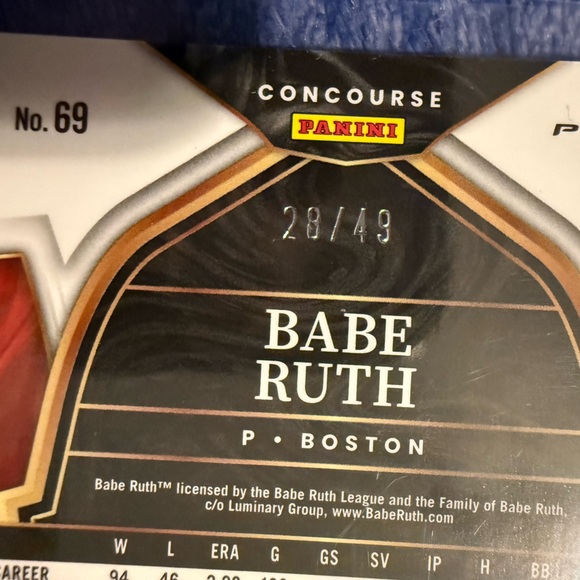 CONCOURSE
No. 69
PANINI
P
28/49
BABE
RUTH
P • BOSTON
Babe Ruth™ licensed by the Babe Ruth League and the Family of Babe Ruth,
c/o Luminary Group, www.BabeRuth.com
W L ERA G GS SV IP H BB
CAREER 94 46